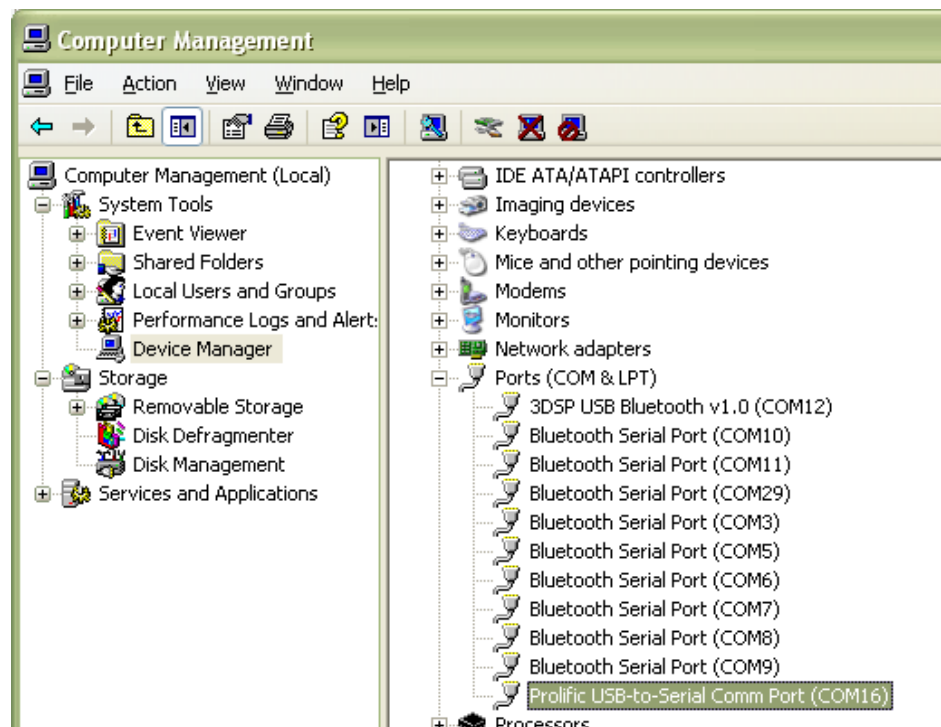 Computer Management
File Action View Window Help
Computer Management (Local)
System Tools
Event Viewer
Shared Folders
Local Users and Groups
Performance Logs and Alert
Device Manager
Storage
Removable Storage
Disk Defragmenter
Disk Management
Services and Applications
IDE ATA/ATAPI controllers
Imaging devices
Keyboards
Mice and other pointing devices
Modems
Monitors
Network adapters
Ports (COM & LPT)
3DSP USB Bluetooth v1.0 (COM12)
Bluetooth Serial Port (COM10)
Bluetooth Serial Port (COM11)
Bluetooth Serial Port (COM29)
Bluetooth Serial Port (COM3)
Bluetooth Serial Port (COM5)
Bluetooth Serial Port (COM6)
Bluetooth Serial Port (COM7)
Bluetooth Serial Port (COM8)
Bluetooth Serial Port (COM9)
Prolific USB-to-Serial Comm Port (COM16)
Processors